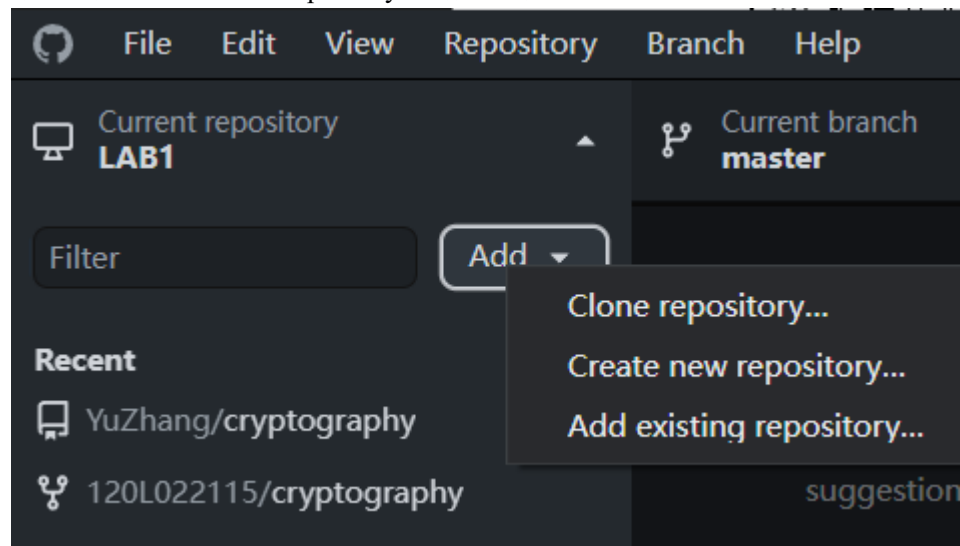 File Edit View Repository Branch Help
Current repository
LAB1
Current branch
master
Filter
Add
Clone repository...
Create new repository...
Add existing repository...
Recent
YuZhang/cryptography
120L022115/cryptography
suggestion